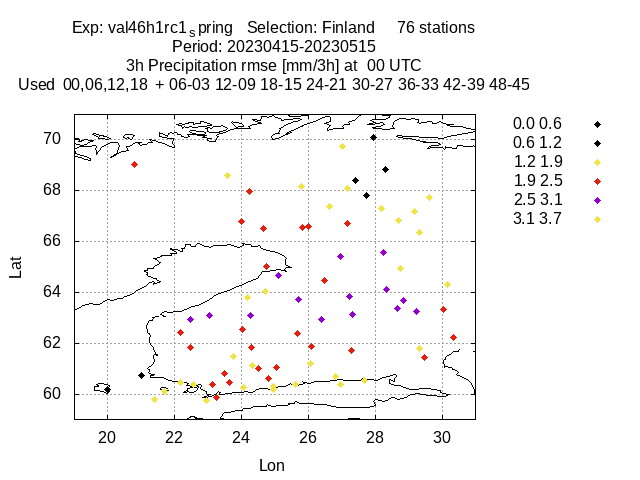 Exp: val46h1rc1spring   Selection: Finland     76 stations
Period: 20230415-20230515
3h Precipitation rmse [mm/3h] at  00 UTC
Used  00,06,12,18  + 06-03 12-09 18-15 24-21 30-27 36-33 42-39 48-45
0.0 0.6
0.6 1.2
1.2 1.9
1.9 2.5
2.5 3.1
3.1 3.7
70
68
66
64
62
60
Lat
20 22 24 26 28 30
Lon